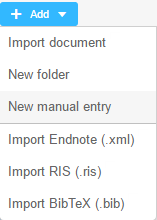 + Add
Import document
New folder
New manual entry
Import Endnote (.xml)
Import RIS (.ris)
Import BibTeX (.bib)